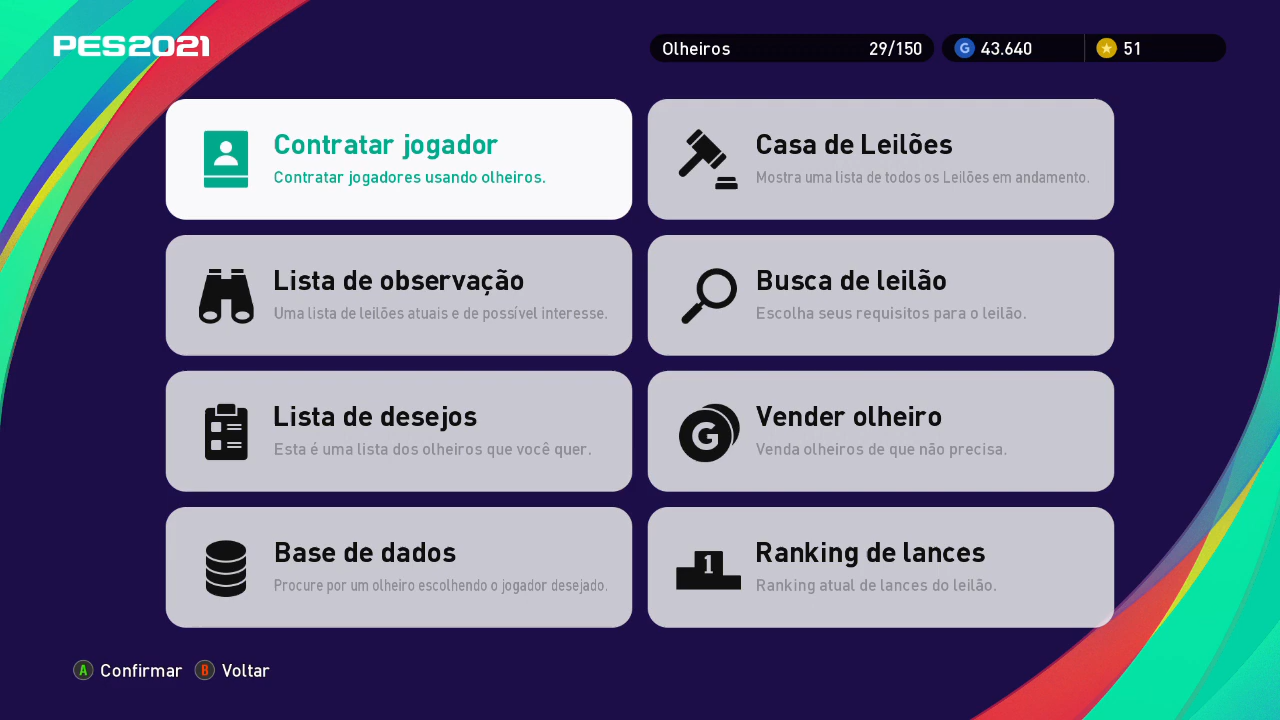 PES2021
Olheiros 29/150 G 43.640 51
Contratar jogador
Contratar jogadores usando olheiros.
Casa de Leilões
Mostra uma lista de todos os Leilões em andamento.
Lista de observação
Uma lista de leilões atuais e de possível interesse.
Busca de leilão
Escolha seus requisitos para o leilão.
Lista de desejos
Esta é uma lista dos olheiros que você quer.
G
Vender olheiro
Venda olheiros de que não precisa.
Base de dados
Procure por um olheiro escolhendo o jogador desejado.
1
Ranking de lances
Ranking atual de lances do leilão.
A Confirmar B Voltar